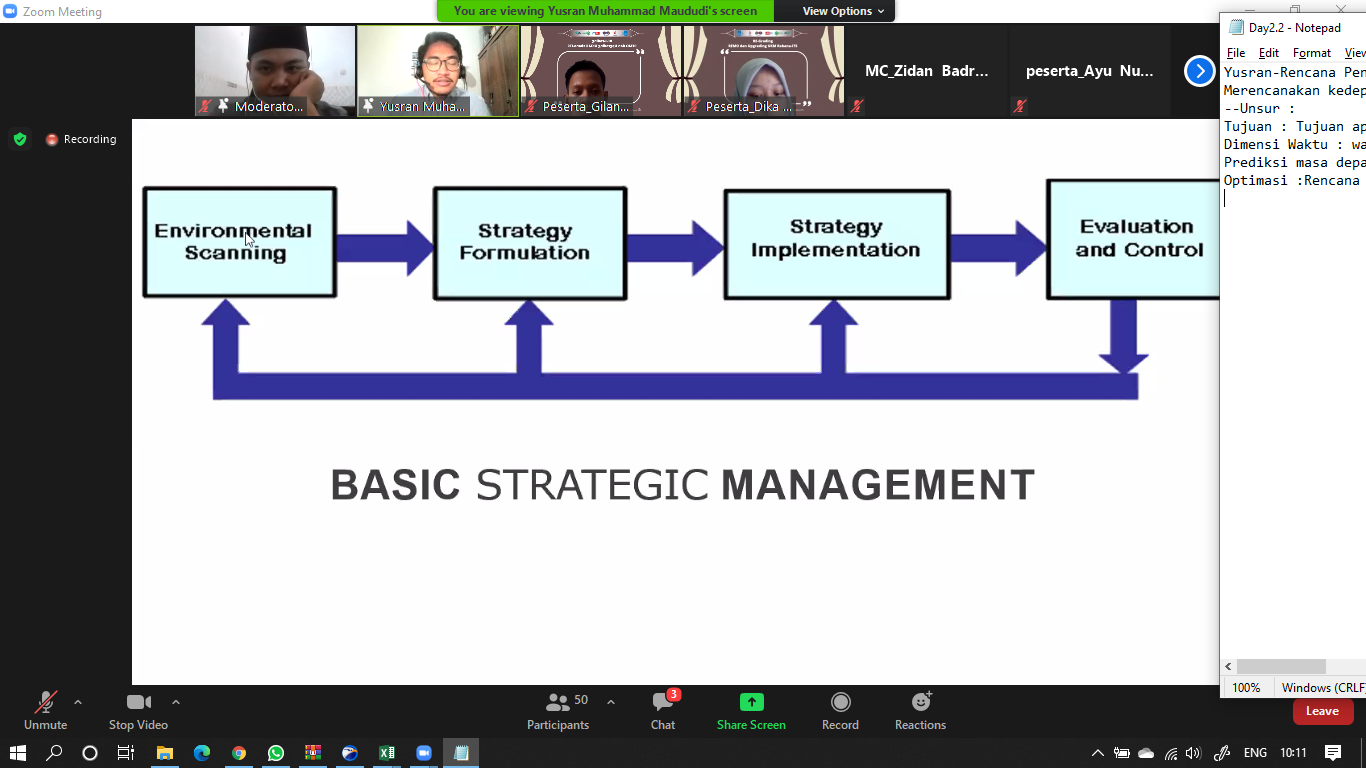 Zoom Meeting
You are viewing Yusran Muhammad Maududi's screen
View Options
Moderato...
Yusran Muha...
Peserta_Gilan...
Peserta_Dika ...
MC_Zidan Badr...
peserta_Ayu Nu...
Recording
Environmental
Scanning
Strategy
Formulation
Strategy
Implementation
Evaluation
and Control
BASIC STRATEGIC MANAGEMENT
Day2.2 - Notepad
File Edit Format View
Yusran-Rencana Pen
Merencanakan kedep
--Unsur :
Tujuan : Tujuan ap
Dimensi Waktu : wa
Prediksi masa depa
Optimasi :Rencana
100% Windows (CRLF
Unmute
Stop Video
50
Participants
3
Chat
Share Screen
Record
Reactions
Leave
ENG 10:11